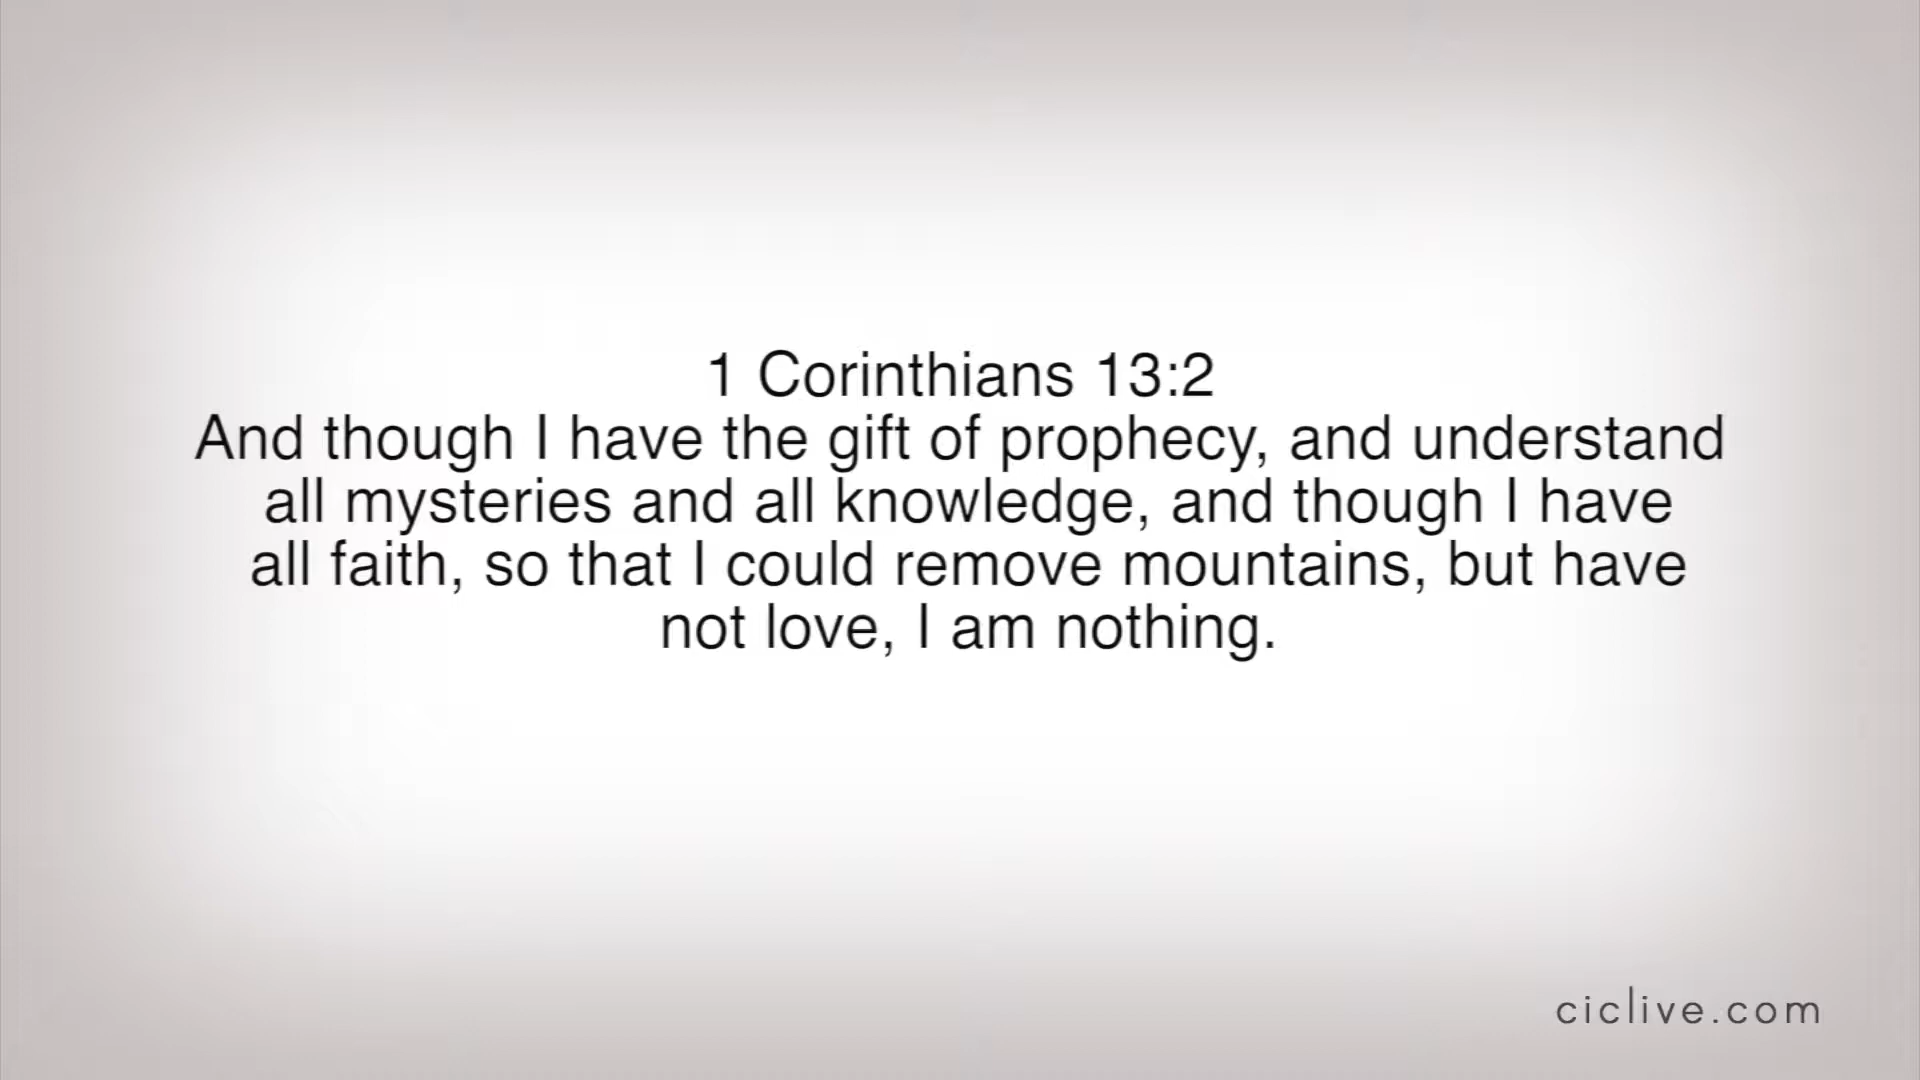 1 Corinthians 13:2
And though I have the gift of prophecy, and understand
all mysteries and all knowledge, and though I have
all faith, so that I could remove mountains, but have
not love, I am nothing.
ciclive.com